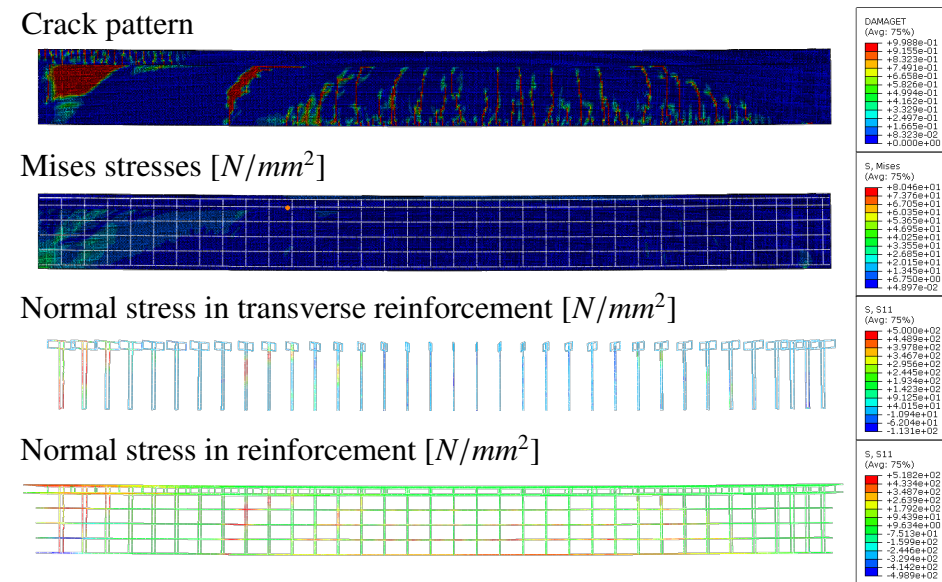 Crack pattern
DAMAGET
(Avg: 75%)
+9.988e-01
+9.155e-01
+8.323e-01
+7.491e-01
+6.658e-01
+5.826e-01
+4.994e-01
+4.162e-01
+3.329e-01
+2.497e-01
+1.665e-01
+8.323e-02
+0.000e+00
Mises stresses [N/mm²]
S, Mises
(Avg: 75%)
+8.046e+01
+7.376e+01
+6.705e+01
+6.035e+01
+5.365e+01
+4.695e+01
+4.025e+01
+3.355e+01
+2.685e+01
+2.015e+01
+1.345e+01
+6.750e+00
+4.897e-02
Normal stress in transverse reinforcement [N/mm²]
S, S11
(Avg: 75%)
+5.000e+02
+4.489e+02
+3.978e+02
+3.467e+02
+2.956e+02
+2.445e+02
+1.934e+02
+1.423e+02
+9.125e+01
+4.015e+01
-1.094e+01
-6.204e+01
-1.131e+02
Normal stress in reinforcement [N/mm²]
S, S11
(Avg: 75%)
+5.182e+02
+4.334e+02
+3.487e+02
+2.639e+02
+1.792e+02
+9.439e+01
+9.634e+00
-7.513e+01
-1.599e+02
-2.446e+02
-3.294e+02
-4.142e+02
-4.989e+02